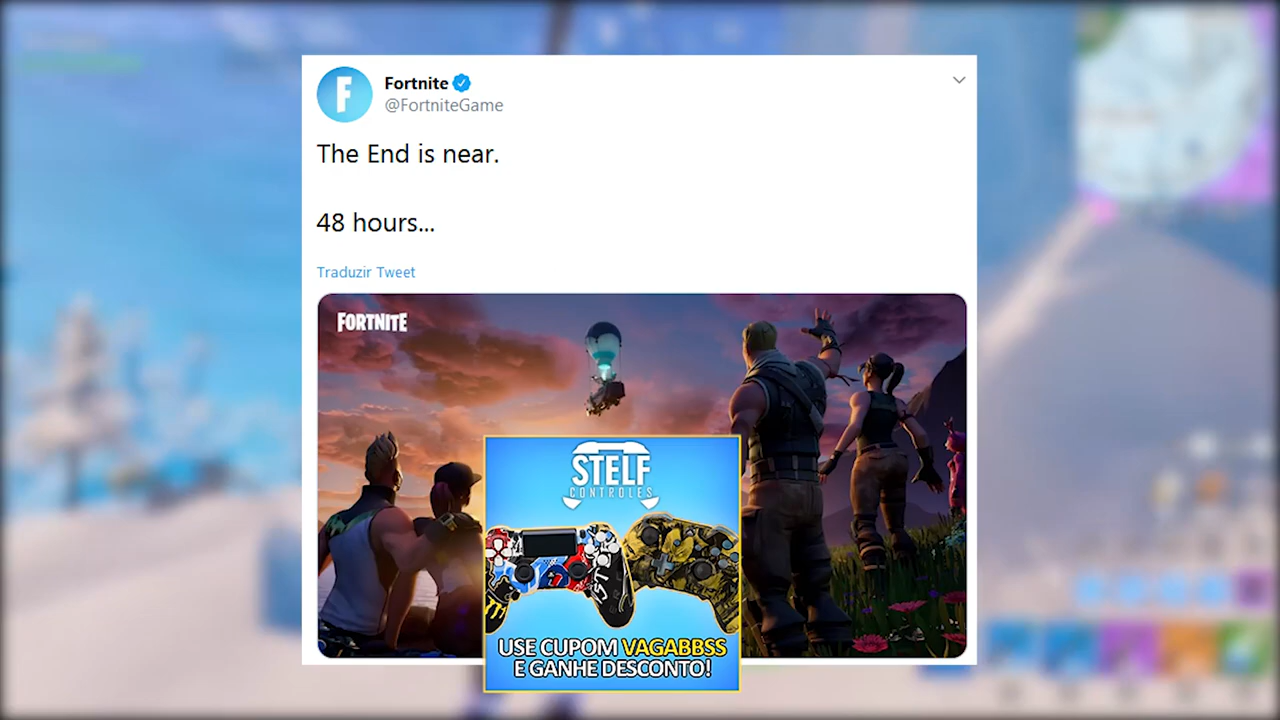 Fortnite
@FortniteGame
The End is near.
48 hours...
Traduzir Tweet
FORTNITE
STELF
CONTROLES
USE CUPOM VAGABBSS
E GANHE DESCONTO!